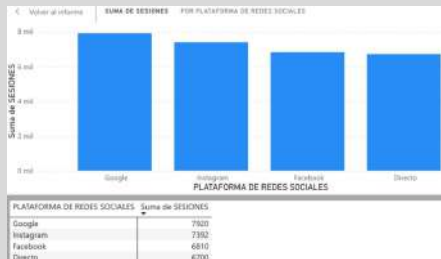 Volver al informe
SUMA DE SESIONES
POR PLATAFORMA DE REDES SOCIALES
Suma de SESIONES
8 mil
6 mil
4 mil
2 mil
0 mil
Google
Instagram
Facebook
Directo
PLATAFORMA DE REDES SOCIALES
PLATAFORMA DE REDES SOCIALES Suma de SESIONES
Google 7920
Instagram 7392
Facebook 6810
Directo 6700